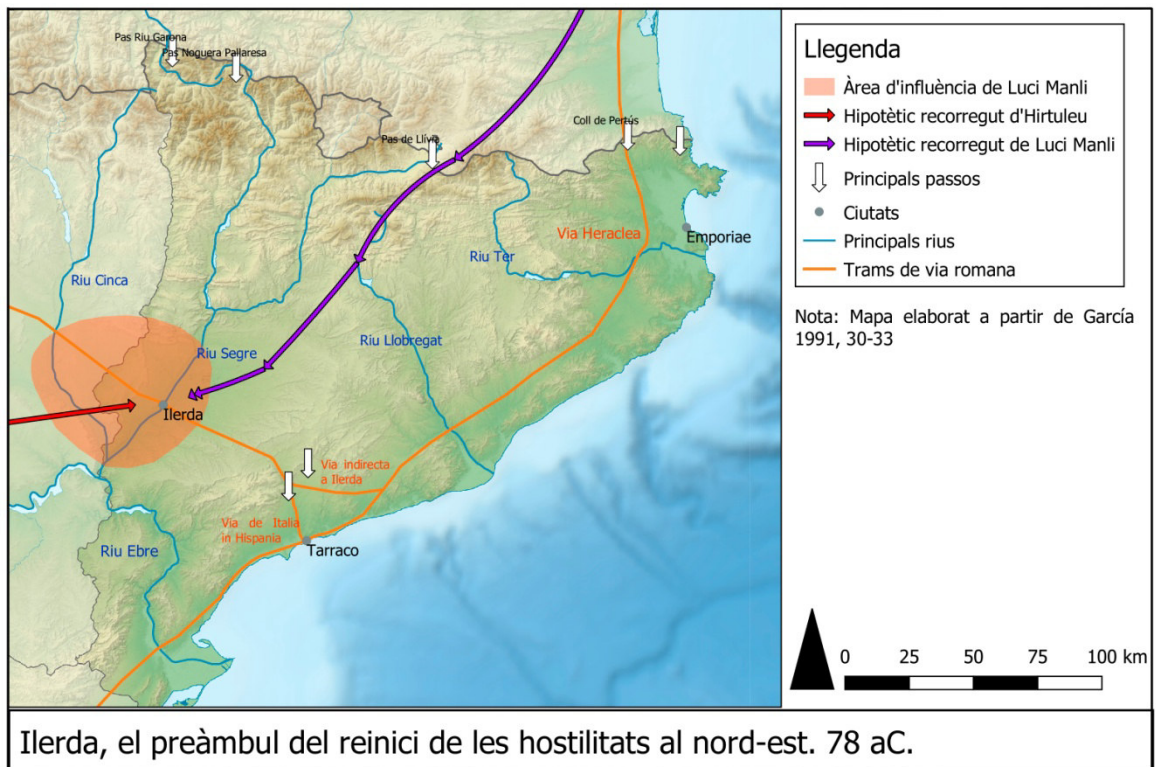 Pas Riu Garona
Pas Noguera Pallaresa
Coll de Pertús
Pas de Llívia
Via Heraclea
Emporiae
Riu Ter
Riu Cinca
Riu Segre
Riu Llobregat
Ilerda
Via indirecta
a Ilerda
Via de Italia
in Hispania
Tarraco
Riu Ebre
Llegenda
Àrea d'influència de Luci Manli
Hipotètic recorregut d'Hirtuleu
Hipotètic recorregut de Luci Manli
Principals passos
Ciutats
Principals rius
Trams de via romana
Nota: Mapa elaborat a partir de García
1991, 30-33
0 25 50 75 100 km
Ilerda, el preàmbul del reinici de les hostilitats al nord-est. 78 aC.